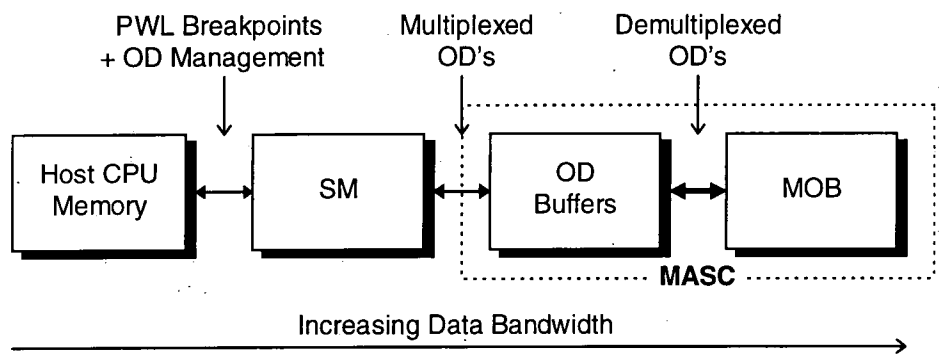 PWL Breakpoints
+ OD Management
Multiplexed
OD's
Demultiplexed
OD's
Host CPU
Memory
SM
OD
Buffers
MOB
MASC
Increasing Data Bandwidth